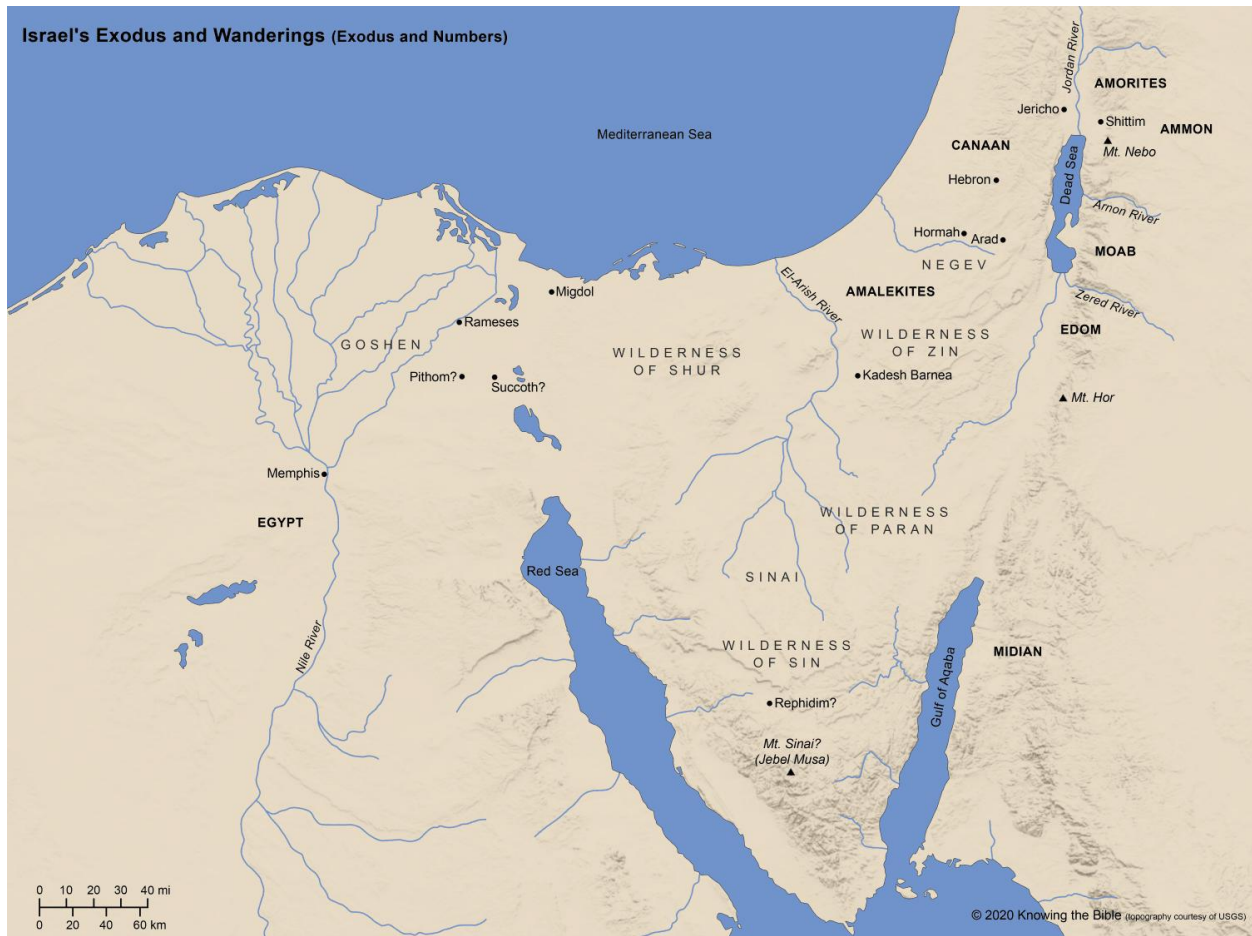 Israel's Exodus and Wanderings (Exodus and Numbers)
Jordan River
AMORITES
Jericho
Shittim
AMMON
Mediterranean Sea
CANAAN
Mt. Nebo
Hebron
Dead Sea
Arnon River
Hormah
Arad
MOAB
NEGEV
El-Arish River
Migdol
AMALEKITES
Zered River
Rameses
EDOM
GOSHEN
WILDERNESS
OF ZIN
WILDERNESS
OF SHUR
Pithom?
Succoth?
Kadesh Barnea
Mt. Hor
Memphis
EGYPT
WILDERNESS
OF PARAN
Red Sea
SINAI
Nile River
WILDERNESS
OF SIN
MIDIAN
Gulf of Aqaba
Rephidim?
Mt. Sinai?
(Jebel Musa)
0 10 20 30 40 mi
0 20 40 60 km
© 2020 Knowing the Bible (topography courtesy of USGS)